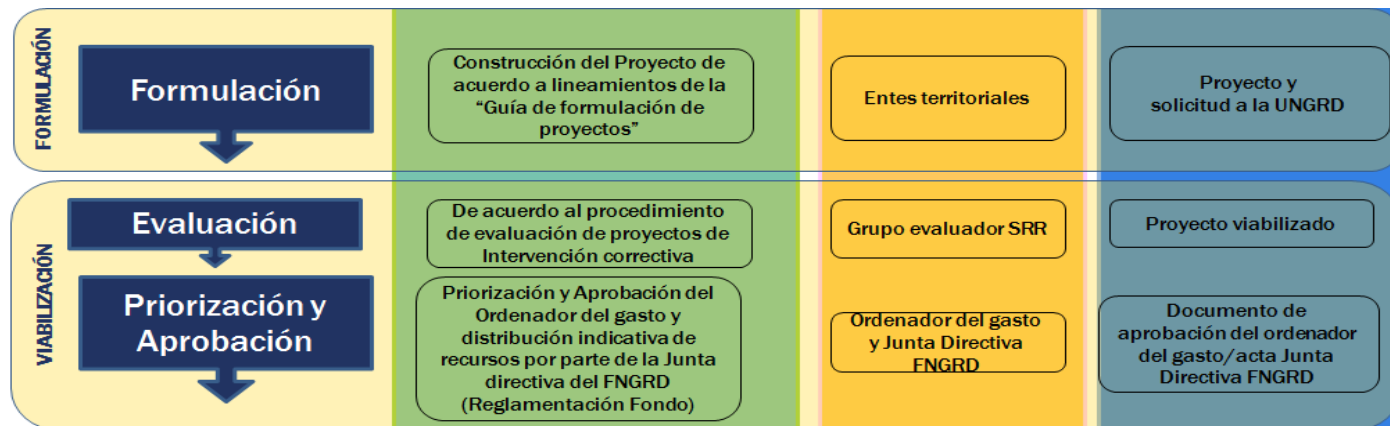 FORMULACIÓN
Formulación
Construcción del Proyecto de
acuerdo a lineamientos de la
“Guía de formulación de
proyectos”
Entes territoriales
Proyecto y
solicitud a la UNGRD
VIABILIZACIÓN
Evaluación
De acuerdo al procedimiento
de evaluación de proyectos de
Intervención correctiva
Grupo evaluador SRR
Proyecto viabilizado
Priorización y
Aprobación
Priorización y Aprobación del
Ordenador del gasto y
distribución indicativa de
recursos por parte de la Junta
directiva del FNGRD
(Reglamentación Fondo)
Ordenador del gasto
y Junta Directiva
FNGRD
Documento de
aprobación del ordenador
del gasto/acta Junta
Directiva FNGRD